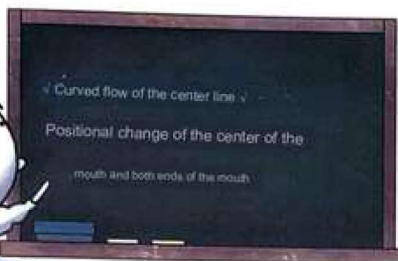 √ Curved flow of the center line √
Positional change of the center of the
mouth and both ends of the mouth